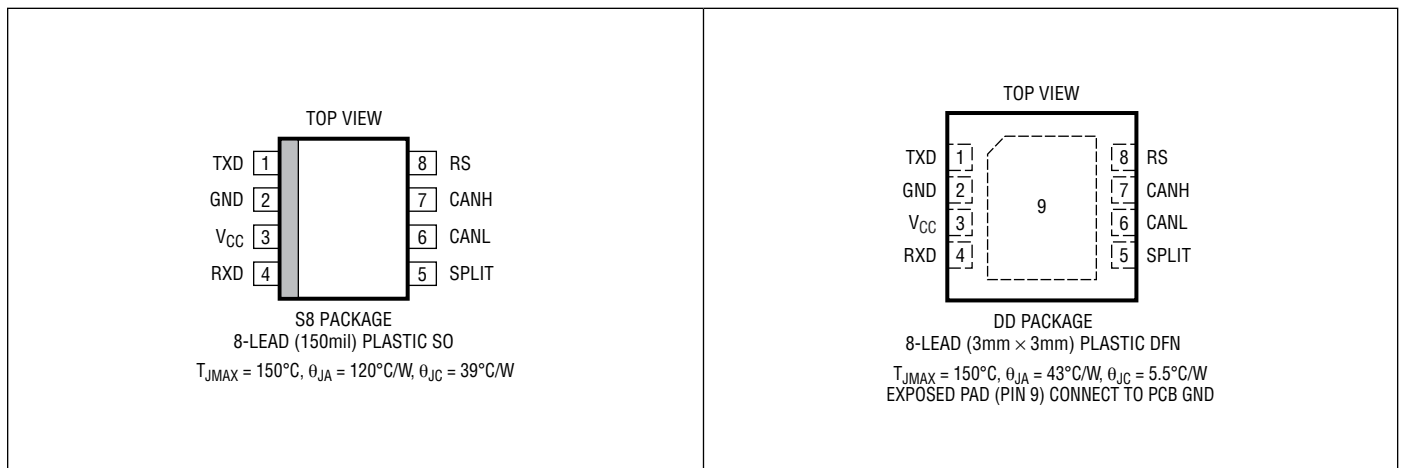 TOP VIEW
TXD 1
GND 2
VCC 3
RXD 4
8 RS
7 CANH
6 CANL
5 SPLIT
S8 PACKAGE
8-LEAD (150mil) PLASTIC SO
TJMAX = 150°C, θJA = 120°C/W, θJC = 39°C/W
TOP VIEW
TXD 1
GND 2
VCC 3
RXD 4
9
8 RS
7 CANH
6 CANL
5 SPLIT
DD PACKAGE
8-LEAD (3mm × 3mm) PLASTIC DFN
TJMAX = 150°C, θJA = 43°C/W, θJC = 5.5°C/W
EXPOSED PAD (PIN 9) CONNECT TO PCB GND